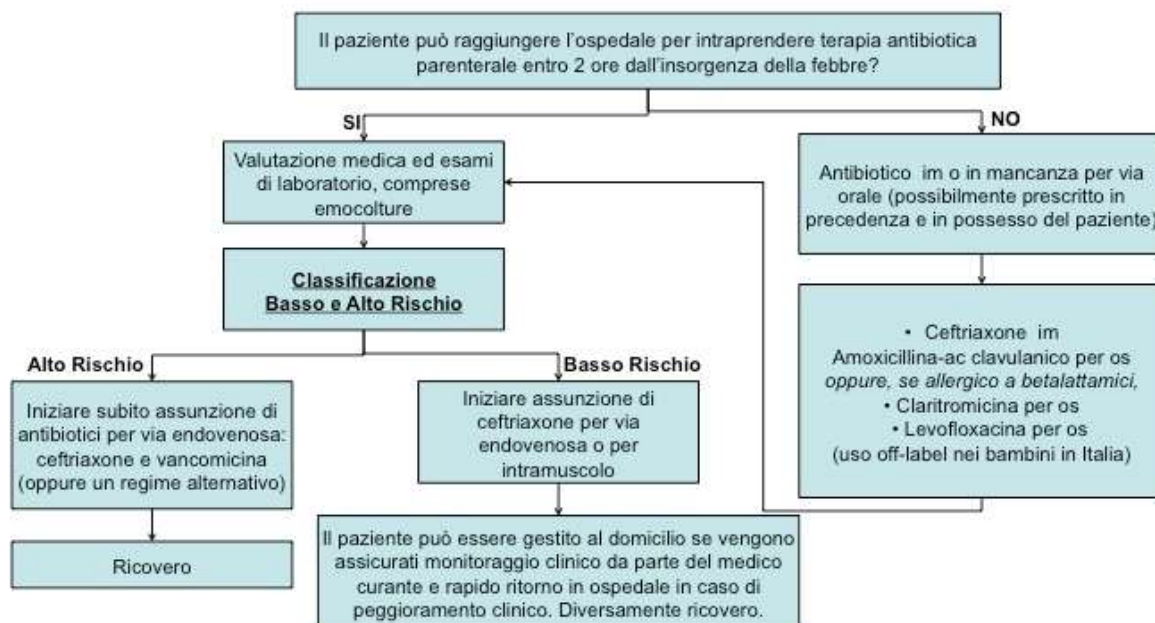 Il paziente può raggiungere l'ospedale per intraprendere terapia antibiotica
parenterale entro 2 ore dall'insorgenza della febbre?
SI
NO
Valutazione medica ed esami
di laboratorio, comprese
emocolture
Antibiotico im o in mancanza per via
orale (possibilmente prescritto in
precedenza e in possesso del paziente)
Classificazione
Basso e Alto Rischio
• Ceftriaxone im
Amoxicillina-ac clavulanico per os
oppure, se allergico a betalattamici,
• Claritromicina per os
• Levofloxacina per os
(uso off-label nei bambini in Italia)
Alto Rischio
Basso Rischio
Iniziare subito assunzione di
antibiotici per via endovenosa:
ceftriaxone e vancomicina
(oppure un regime alternativo)
Iniziare assunzione di
ceftriaxone per via
endovenosa o per
intramuscolo
Ricovero
Il paziente può essere gestito al domicilio se vengono
assicurati monitoraggio clinico da parte del medico
curante e rapido ritorno in ospedale in caso di
peggioramento clinico. Diversamente ricovero.